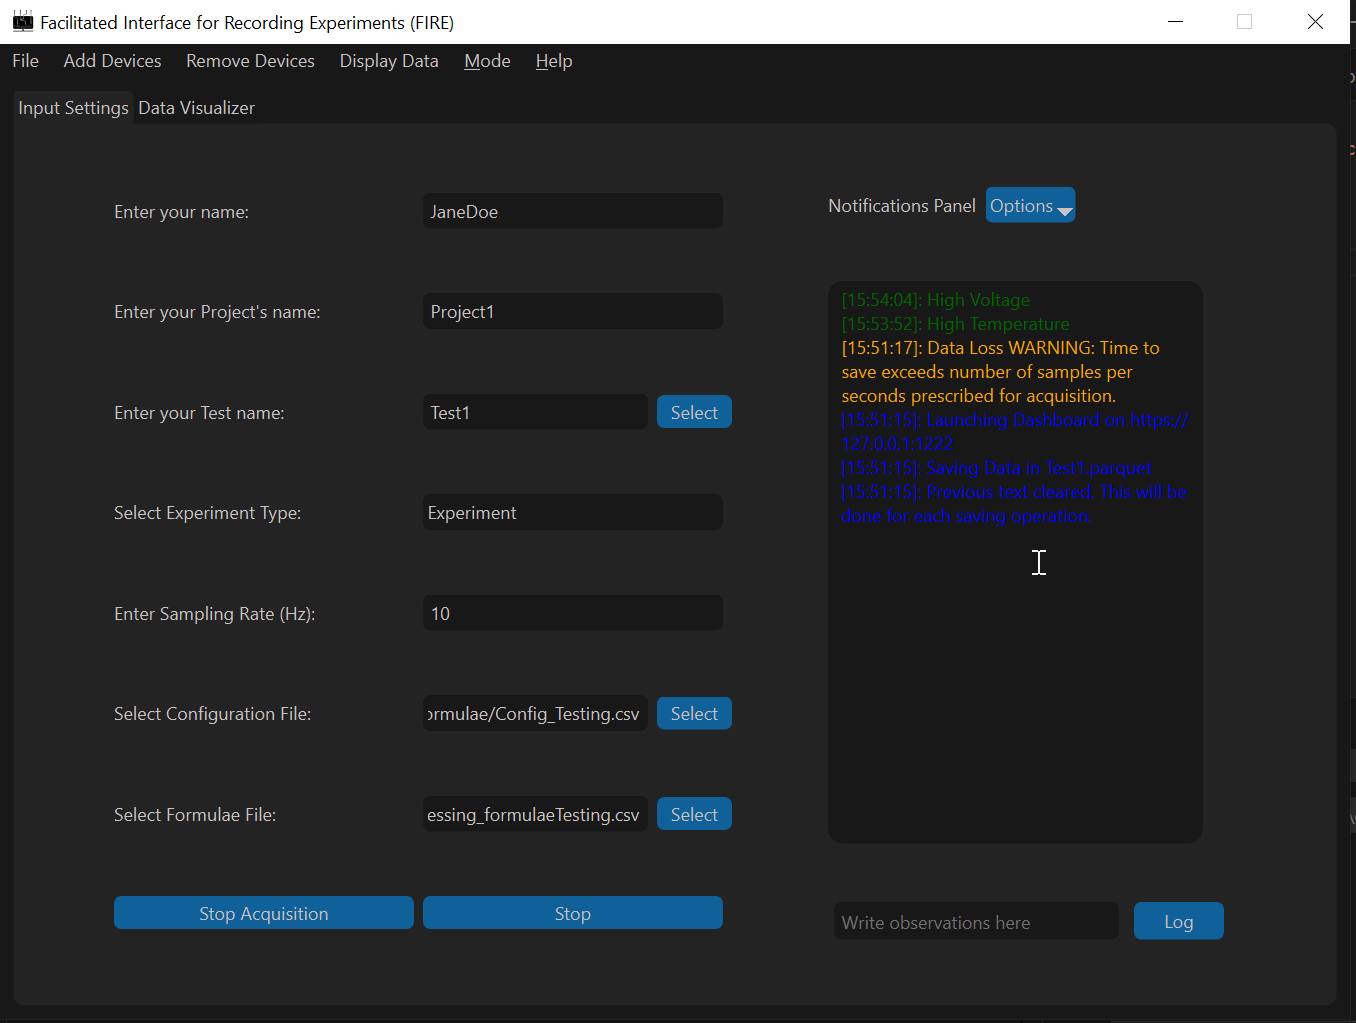 Facilitated Interface for Recording Experiments (FIRE)
File Add Devices Remove Devices Display Data Mode Help
Input Settings Data Visualizer
Enter your name: JaneDoe
Enter your Project's name: Project1
Enter your Test name: Test1 Select
Select Experiment Type: Experiment
Enter Sampling Rate (Hz): 10
Select Configuration File: ormulae/Config_Testing.csv Select
Select Formulae File: essing_formulaeTesting.csv Select
Stop Acquisition Stop
Notifications Panel Options
[15:54:04]: High Voltage
[15:53:52]: High Temperature
[15:51:17]: Data Loss WARNING: Time to
save exceeds number of samples per
seconds prescribed for acquisition.
[15:51:15]: Launching Dashboard on https://
127.0.0.1:1222
[15:51:15]: Saving Data in Test1.parquet
[15:51:15]: Previous text cleared. This will be
done for each saving operation.
Write observations here Log